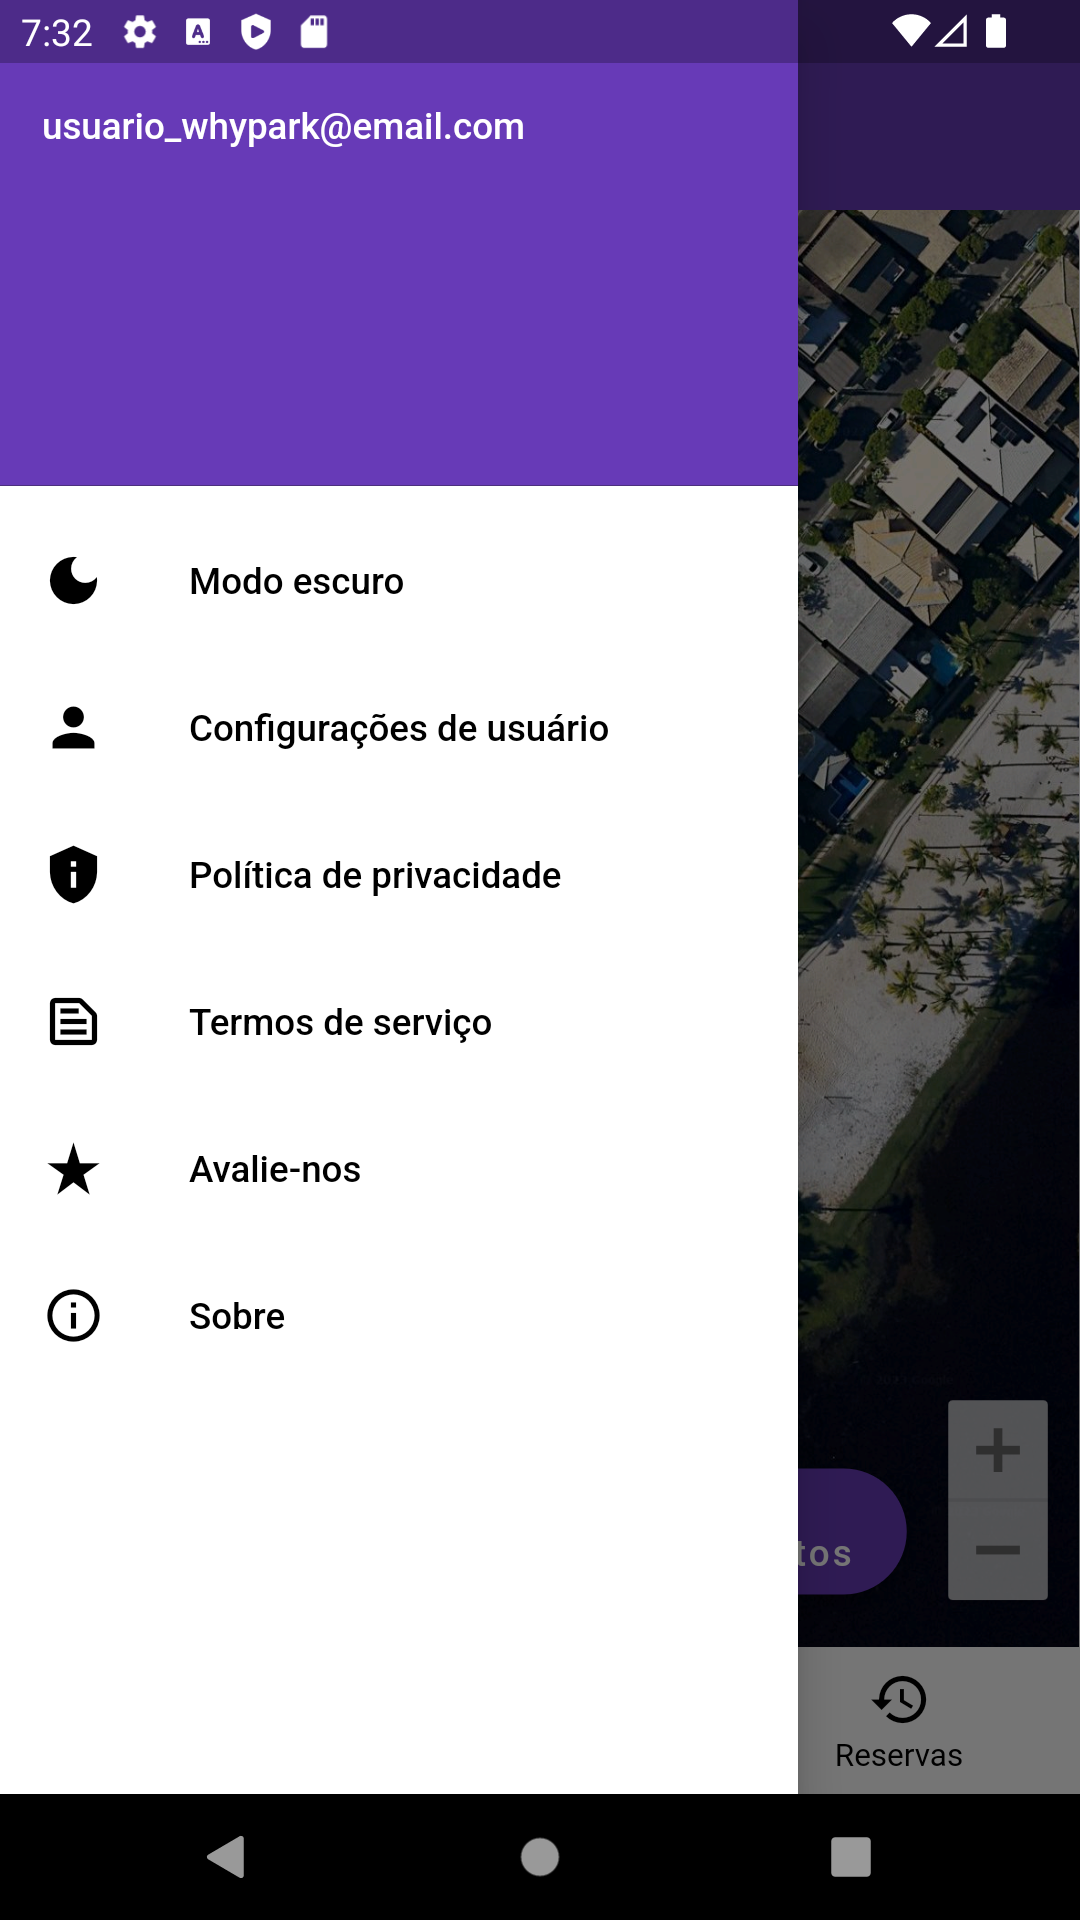 7:32
usuario_whypark@email.com
Modo escuro
Configurações de usuário
Política de privacidade
Termos de serviço
Avalie-nos
Sobre
tos
Reservas